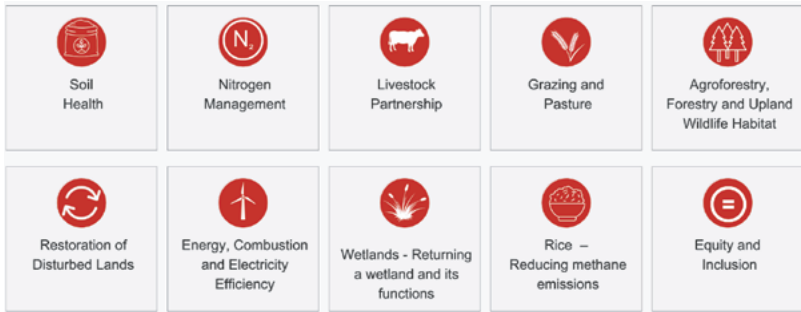 N₂
Soil
Health
Nitrogen
Management
Livestock
Partnership
Grazing and
Pasture
Agroforestry,
Forestry and Upland
Wildlife Habitat
Restoration of
Disturbed Lands
Energy, Combustion
and Electricity
Efficiency
Wetlands - Returning
a wetland and its
functions
Rice –
Reducing methane
emissions
Equity and
Inclusion